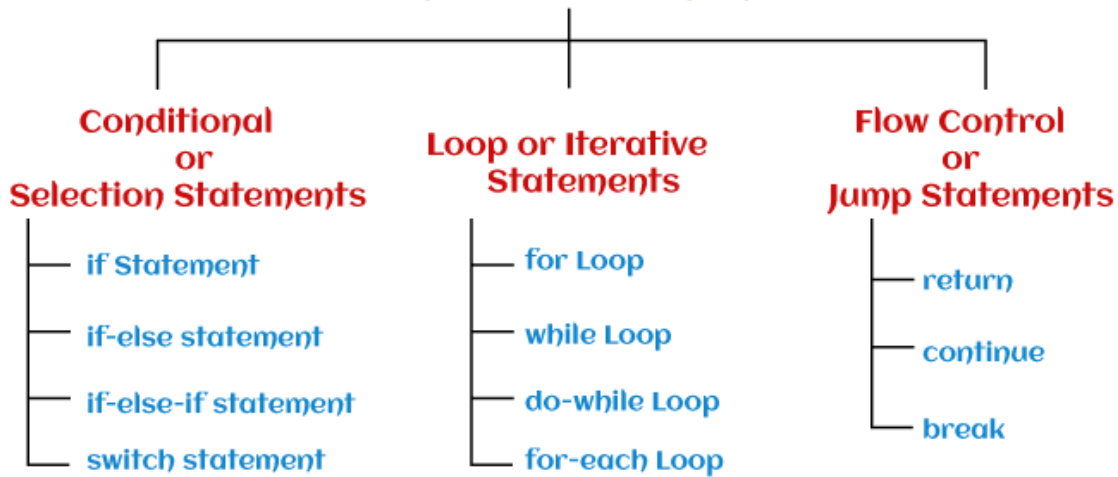 Conditional
or
Selection Statements
if Statement
if-else statement
if-else-if statement
switch statement
Loop or Iterative
Statements
for Loop
while Loop
do-while Loop
for-each Loop
Flow Control
or
Jump Statements
return
continue
break